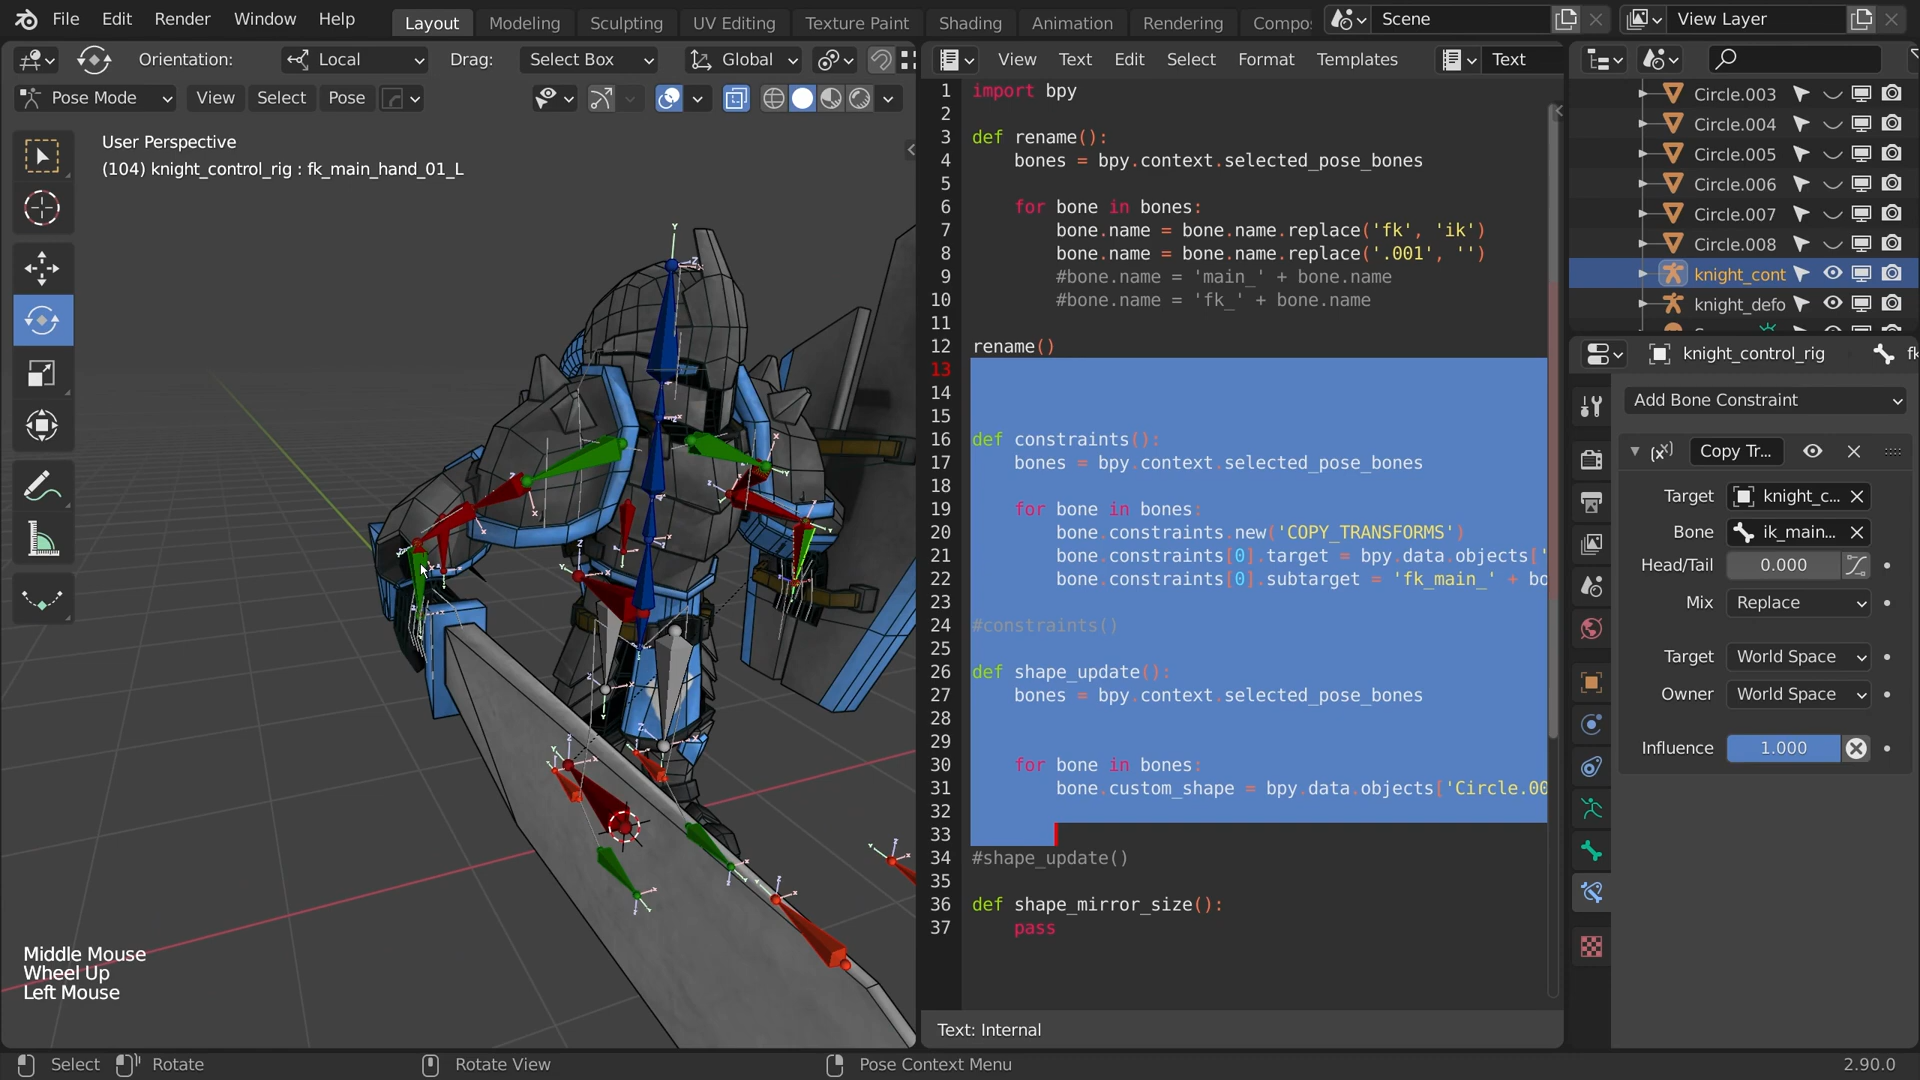 File Edit Render Window Help
Layout Modeling Sculpting UV Editing Texture Paint Shading Animation Rendering Compo
Scene
View Layer
Orientation: Local Drag: Select Box Global
Pose Mode View Select Pose
User Perspective
(104) knight_control_rig : fk_main_hand_01_L
Middle Mouse
Wheel Up
Left Mouse
View Text Edit Select Format Templates Text
1 import bpy
2
3 def rename():
4 bones = bpy.context.selected_pose_bones
5
6 for bone in bones:
7 bone.name = bone.name.replace('fk', 'ik')
8 bone.name = bone.name.replace('.001', '')
9 #bone.name = 'main_' + bone.name
10 #bone.name = 'fk_' + bone.name
11
12 rename()
13
14
15
16 def constraints():
17 bones = bpy.context.selected_pose_bones
18
19 for bone in bones:
20 bone.constraints.new('COPY_TRANSFORMS')
21 bone.constraints[0].target = bpy.data.objects['
22 bone.constraints[0].subtarget = 'fk_main_' + bo
23
24 #constraints()
25
26 def shape_update():
27 bones = bpy.context.selected_pose_bones
28
29
30 for bone in bones:
31 bone.custom_shape = bpy.data.objects['Circle.00
32
33
34 #shape_update()
35
36 def shape_mirror_size():
37 pass
Text: Internal
Circle.003
Circle.004
Circle.005
Circle.006
Circle.007
Circle.008
knight_cont
knight_defo
knight_control_rig fk
Add Bone Constraint
Copy Tr...
Target knight_c...
Bone ik_main...
Head/Tail 0.000
Mix Replace
Target World Space
Owner World Space
Influence 1.000
Select Rotate Rotate View Pose Context Menu 2.90.0